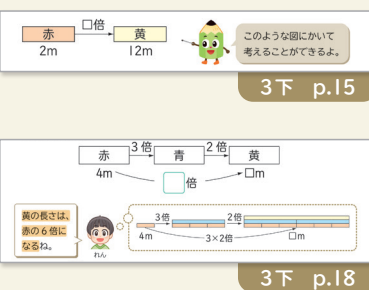 □倍
赤
黄
2m
12m
このような図にかいて
考えることができるよ。
3下 p.15
3倍
2倍
赤
青
黄
4m
□倍
□m
黄の長さは、
赤の6倍に
なるね。
れん
3倍
2倍
4m
3×2倍
□m
3下 p.18